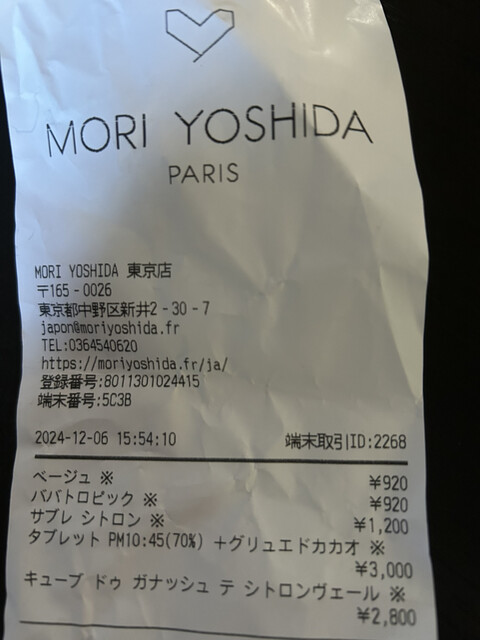 MORI YOSHIDA
PARIS
MORI YOSHIDA 東京店
〒165-0026
東京都中野区新井2-30-7
japon@moriyoshida.fr
TEL:0364540620
https://moriyoshida.fr/ja/
登録番号:8011301024415
端末番号:5C3B
2024-12-06 15:54:10 端末取引ID:2268
ベージュ ※ ¥920
ババトロピック ※ ¥920
サブレ シトロン ※ ¥1,200
タブレット PM10:45(70%) +グリュエドカカオ ※
¥3,000
キューブ ドゥ ガナッシュ テ シトロンヴェール ※
¥2,800